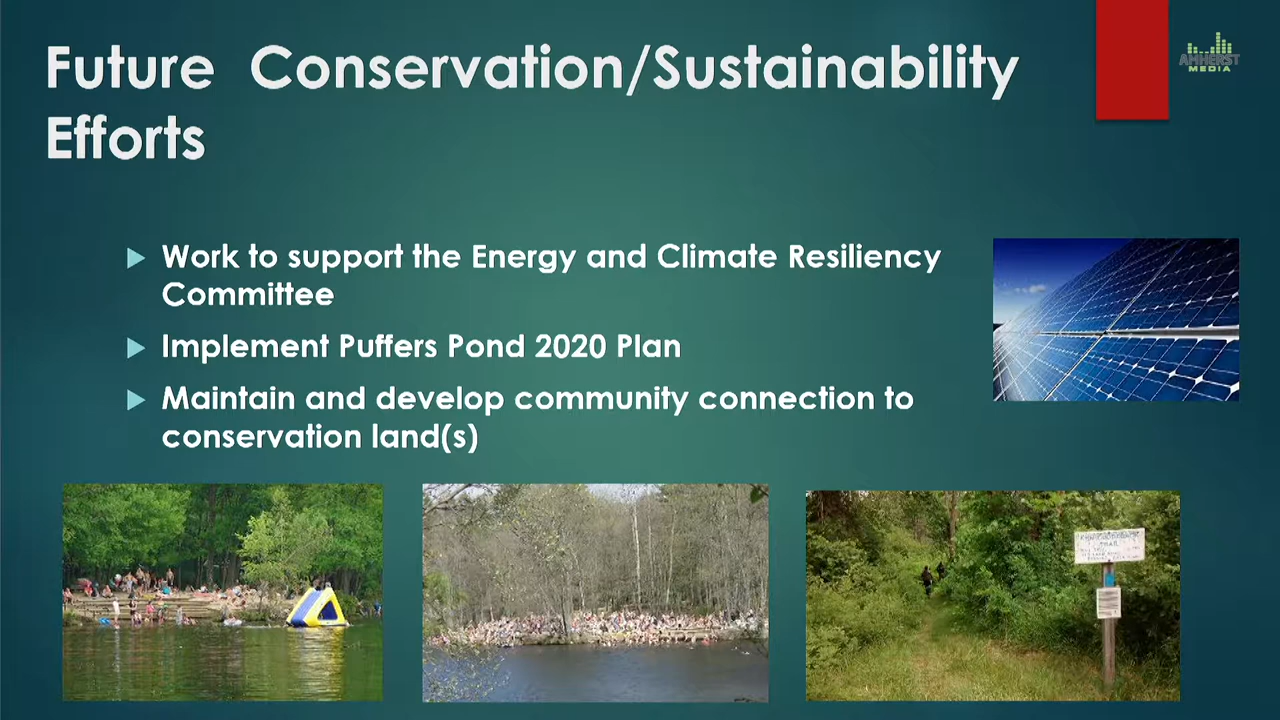 Future Conservation/Sustainability
Efforts
AMHERST
MEDIA
Work to support the Energy and Climate Resiliency
Committee
Implement Puffers Pond 2020 Plan
Maintain and develop community connection to
conservation land(s)
TRAIL